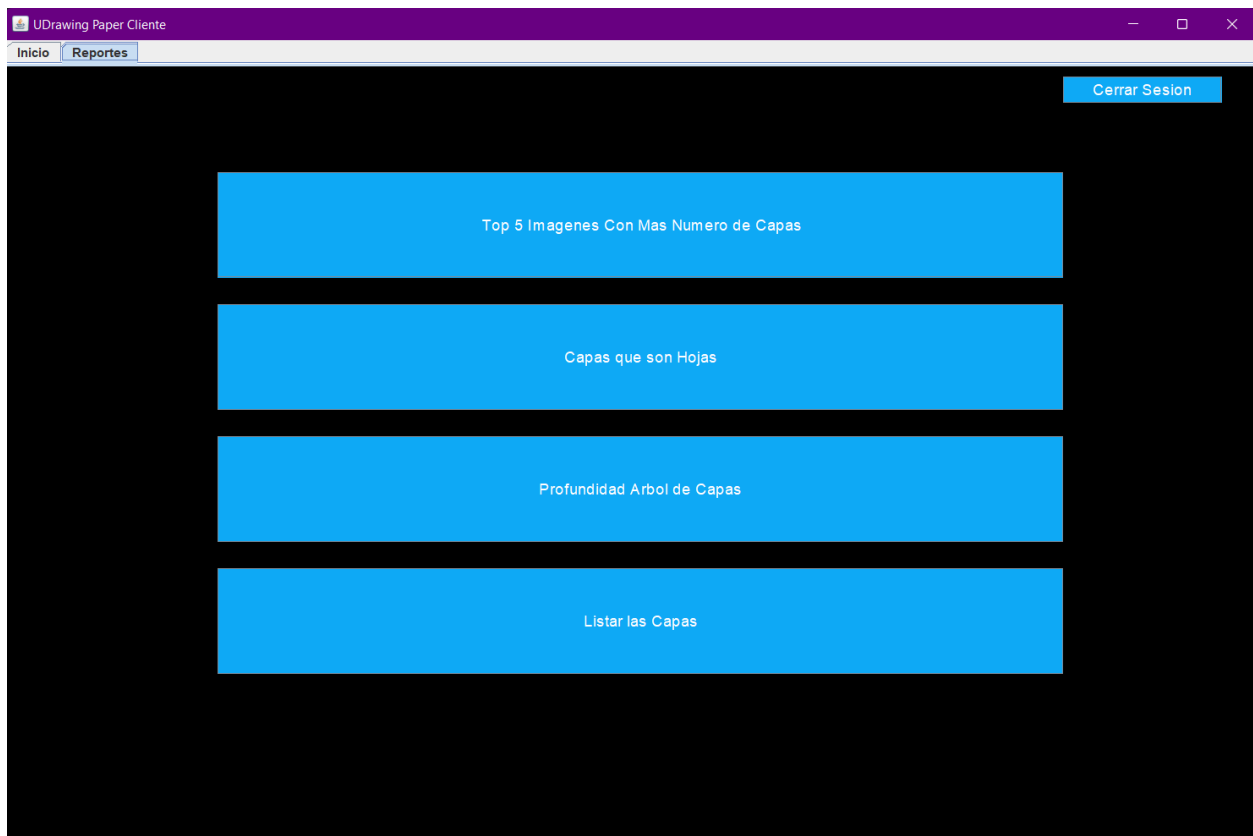 UDrawing Paper Cliente
Inicio Reportes
Cerrar Sesion
Top 5 Imagenes Con Mas Numero de Capas
Capas que son Hojas
Profundidad Arbol de Capas
Listar las Capas